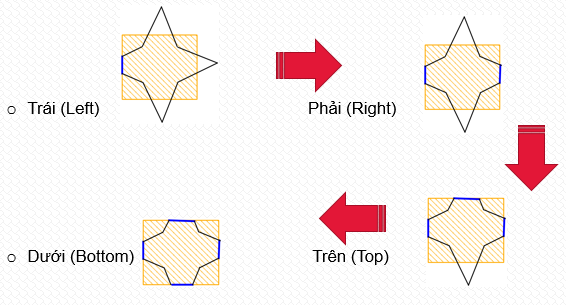 ○ Trái (Left)
Phải (Right)
○ Dưới (Bottom)
Trên (Top)